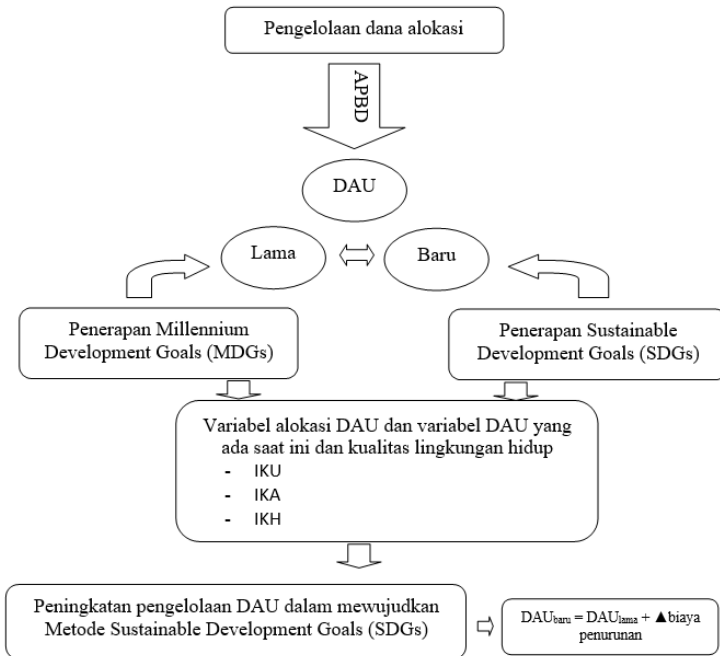 Pengelolaan dana alokasi
APBD
DAU
Lama
Baru
Penerapan Millennium
Development Goals (MDGs)
Penerapan Sustainable
Development Goals (SDGs)
Variabel alokasi DAU dan variabel DAU yang
ada saat ini dan kualitas lingkungan hidup
- IKU
- IKA
- IKH
Peningkatan pengelolaan DAU dalam mewujudkan
Metode Sustainable Development Goals (SDGs)
DAUbaru = DAUlama + ▲biaya
penurunan